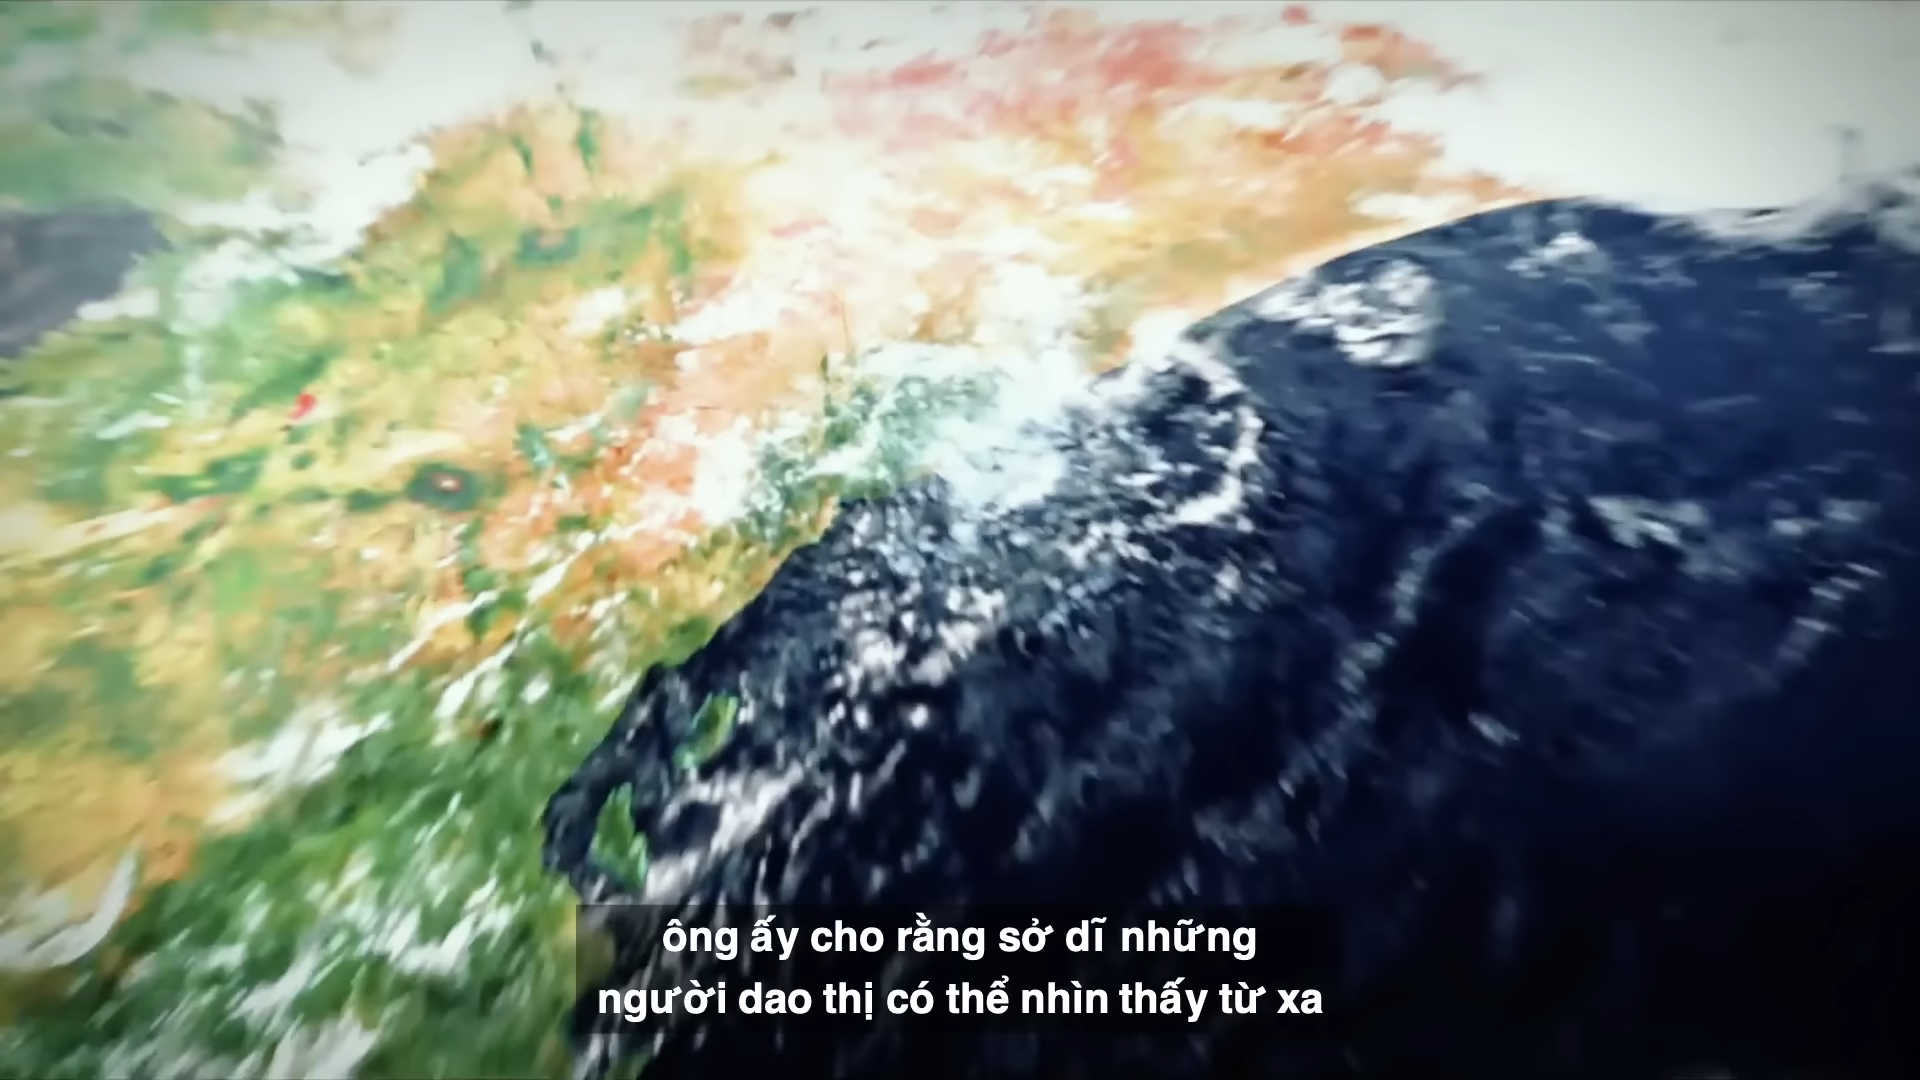 ông ấy cho rằng sở dĩ những
người dao thị có thể nhìn thấy từ xa